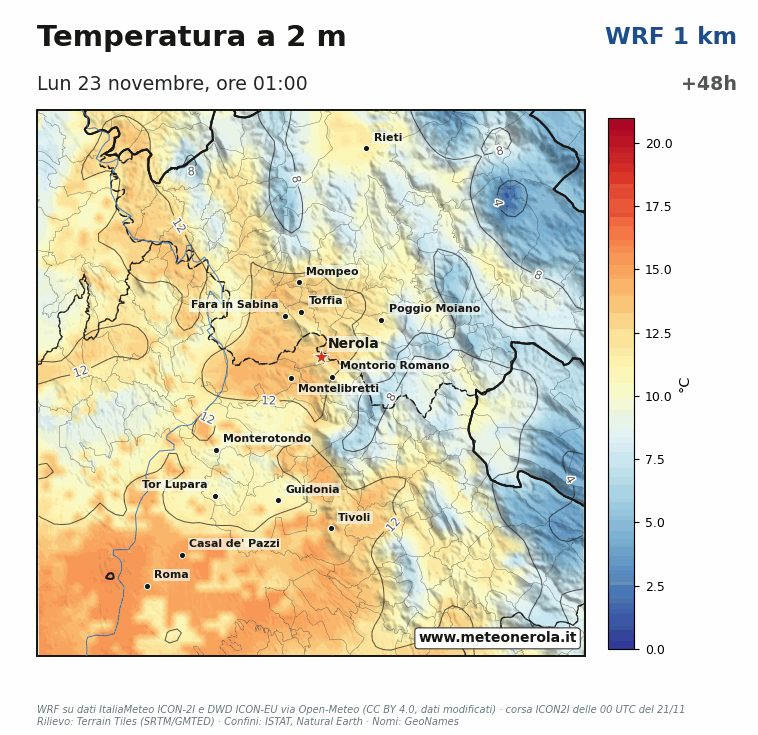 Temperatura a 2 m
WRF 1 km
Lun 23 novembre, ore 01:00
+48h
Rieti
8
8
8
4
12
8
Mompeo
Toffia
Fara in Sabina
Poggio Moiano
Nerola
Montorio Romano
12
Montelibretti
12
8
12
Monterotondo
4
Tor Lupara
Guidonia
Tivoli
12
Casal de' Pazzi
Roma
www.meteonerola.it
20.0
17.5
15.0
12.5
10.0
7.5
5.0
2.5
0.0
°C
WRF su dati ItaliaMeteo ICON-2I e DWD ICON-EU via Open-Meteo (CC BY 4.0, dati modificati) · corsa ICON2I delle 00 UTC del 21/11
Rilievo: Terrain Tiles (SRTM/GMTED) · Confini: ISTAT, Natural Earth · Nomi: GeoNames